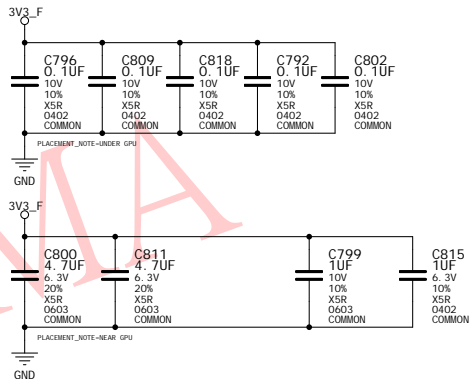 3V3_F
C796 C809 C818 C792 C802
0.1UF 0.1UF 0.1UF 0.1UF 0.1UF
10V 10V 10V 10V 10V
10% 10% 10% 10% 10%
X5R X5R X5R X5R X5R
0402 0402 0402 0402 0402
COMMON COMMON COMMON COMMON COMMON
PLACEMENT_NOTE=UNDER GPU
GND
3V3_F
C800 C811 C799 C815
4.7UF 4.7UF 1UF 1UF
6.3V 6.3V 10V 6.3V
20% 20% 10% 10%
X5R X5R X5R X5R
0603 0603 0603 0402
COMMON COMMON COMMON COMMON
PLACEMENT_NOTE=NEAR GPU
GND
MA